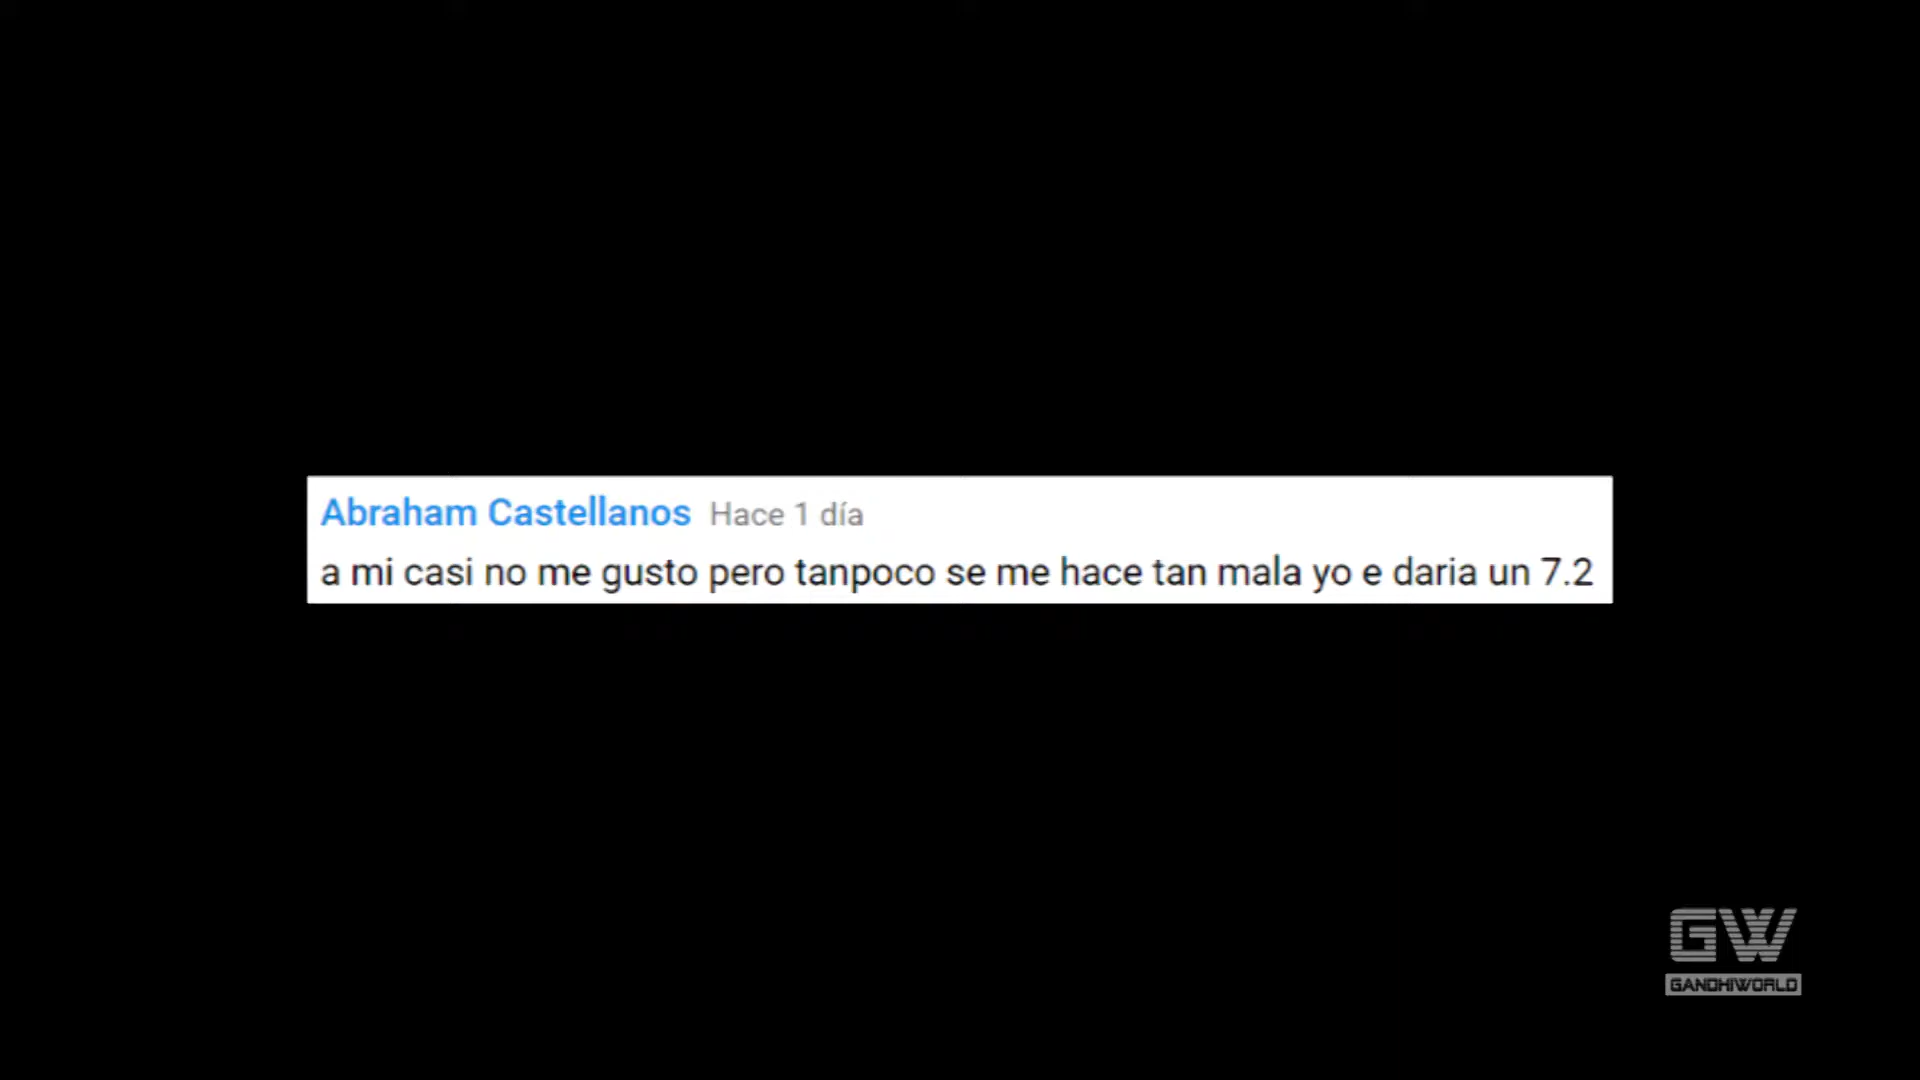 Abraham Castellanos Hace 1 día
a mi casi no me gusto pero tanpoco se me hace tan mala yo e daria un 7.2
GW
GANDHIWORLD